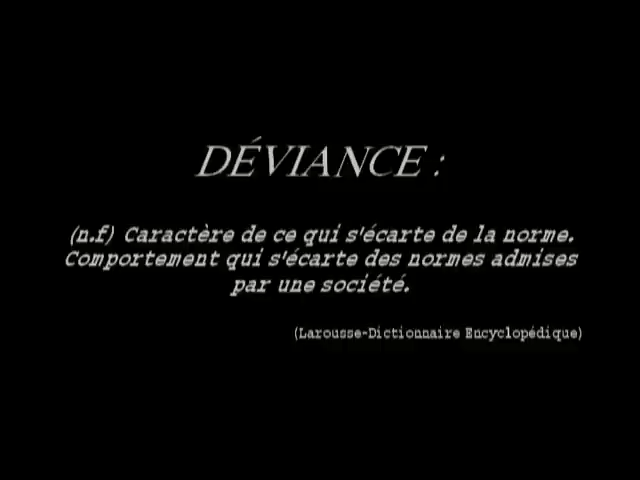 DÉVIANCE :
(n.f) Caractère de ce qui s'écarte de la norme.
Comportement qui s'écarte des normes admises
par une société.
(Larousse-Dictionnaire Encyclopédique)